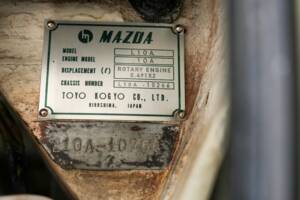 MAZDA
MODEL L10A
ENGINE MODEL 10A
DISPLACEMENT (ℓ) ROTARY ENGINE 0.491X2
CHASSIS NUMBER L10A-10268
TOYO KOGYO CO., LTD.
HIROSHIMA, JAPAN